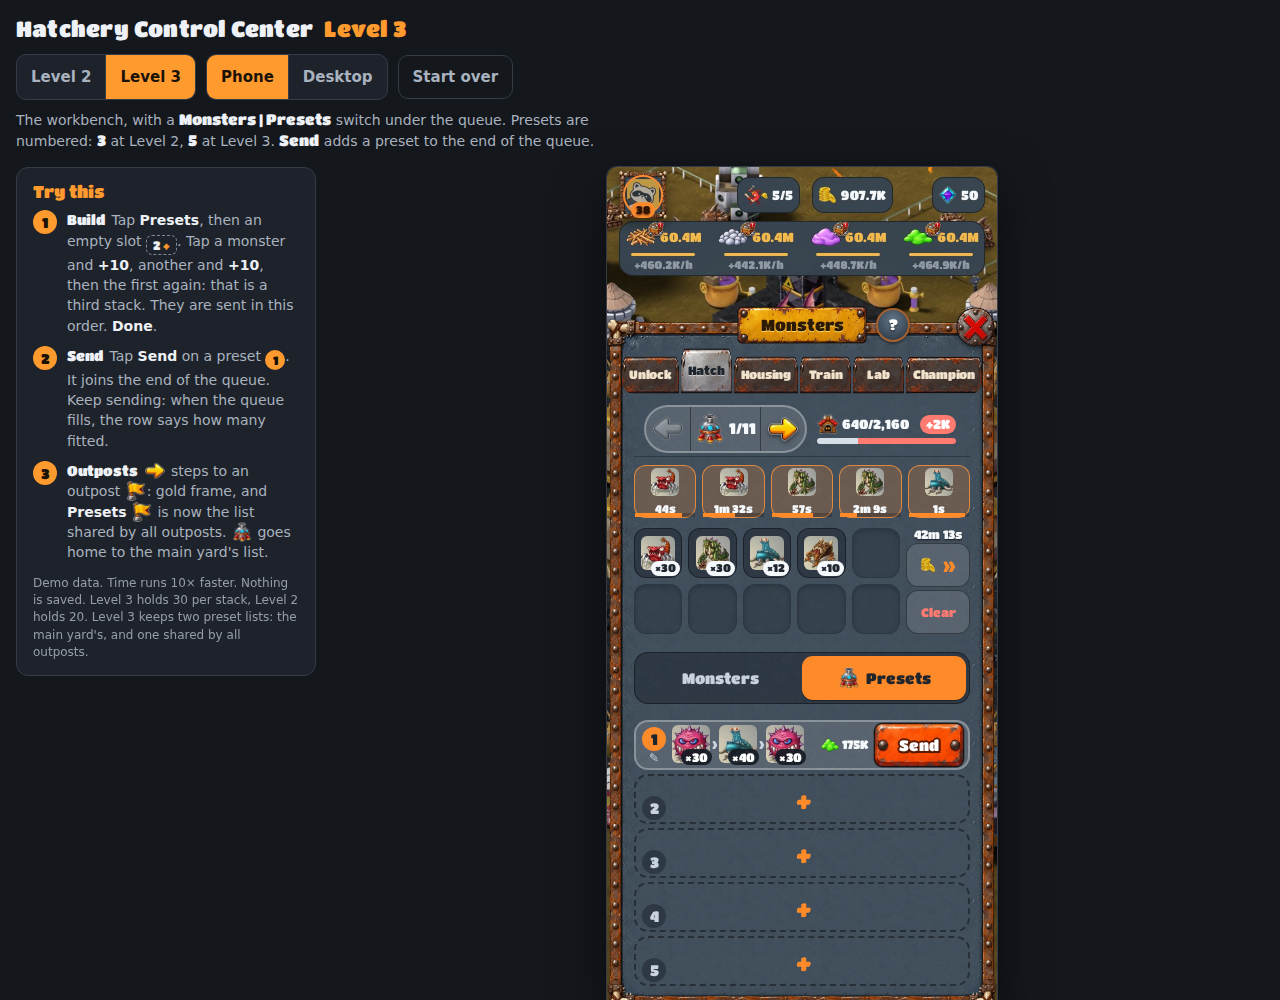 Hatchery Control Center Level 3
Level 2 Level 3 Phone Desktop Start over
The workbench, with a Monsters|Presets switch under the queue. Presets are
numbered: 3 at Level 2, 5 at Level 3. Send adds a preset to the end of the queue.
Try this
1 Build Tap Presets, then an
empty slot 2+. Tap a monster
and +10, another and +10,
then the first again: that is a
third stack. They are sent in this
order. Done.
2 Send Tap Send on a preset 1.
It joins the end of the queue.
Keep sending: when the queue
fills, the row says how many
fitted.
3 Outposts steps to an
outpost : gold frame, and
Presets is now the list
shared by all outposts. goes
home to the main yard's list.
Demo data. Time runs 10× faster. Nothing
is saved. Level 3 holds 30 per stack, Level 2
holds 20. Level 3 keeps two preset lists: the
main yard's, and one shared by all
outposts.
30 5/5 907.7K 50
60.4M 60.4M 60.4M 60.4M
+460.2K/h +442.1K/h +448.7K/h +464.9K/h
Monsters ?
Unlock Hatch Housing Train Lab Champion
1/11 640/2,160 +2K
44s 1m 32s 57s 2m 9s 1s
42m 13s
×30 ×30 ×12 ×10
Clear
Monsters Presets
1 ×30 › ×40 › ×30 175K Send
2 +
3 +
4 +
5 +